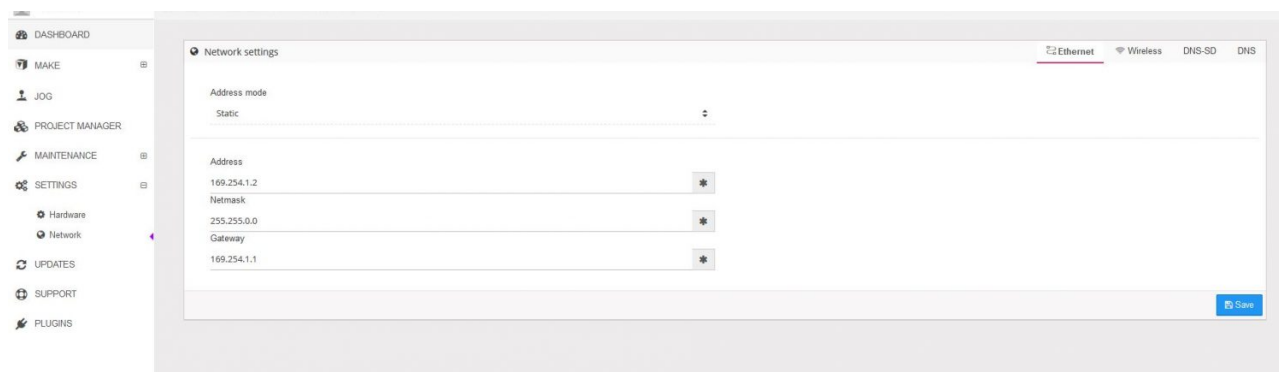 DASHBOARD
MAKE
JOG
PROJECT MANAGER
MAINTENANCE
SETTINGS
Hardware
Network
UPDATES
SUPPORT
PLUGINS
Network settings
Ethernet Wireless DNS-SD DNS
Address mode
Static
Address
169.254.1.2
Netmask
255.255.0.0
Gateway
169.254.1.1
Save